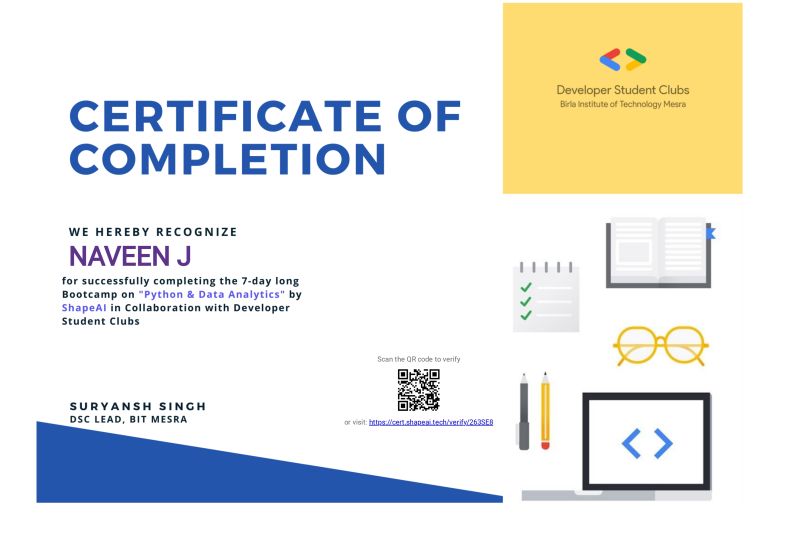 CERTIFICATE OF
COMPLETION
WE HEREBY RECOGNIZE
NAVEEN J
for successfully completing the 7-day long
Bootcamp on "Python & Data Analytics" by
ShapeAI in Collaboration with Developer
Student Clubs
SURYANSH SINGH
DSC LEAD, BIT MESRA
Scan the QR code to verify
or visit: https://cert.shapeai.tech/verify/263SE8
Developer Student Clubs
Birla Institute of Technology Mesra